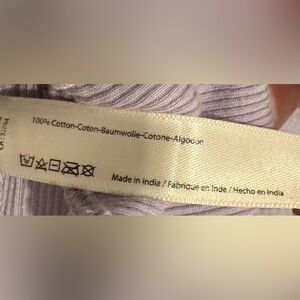 100% Cotton-Coton-Baumwolle-Cotone-Algodon
Made in India / Fabriqué en Inde / Hecho en India